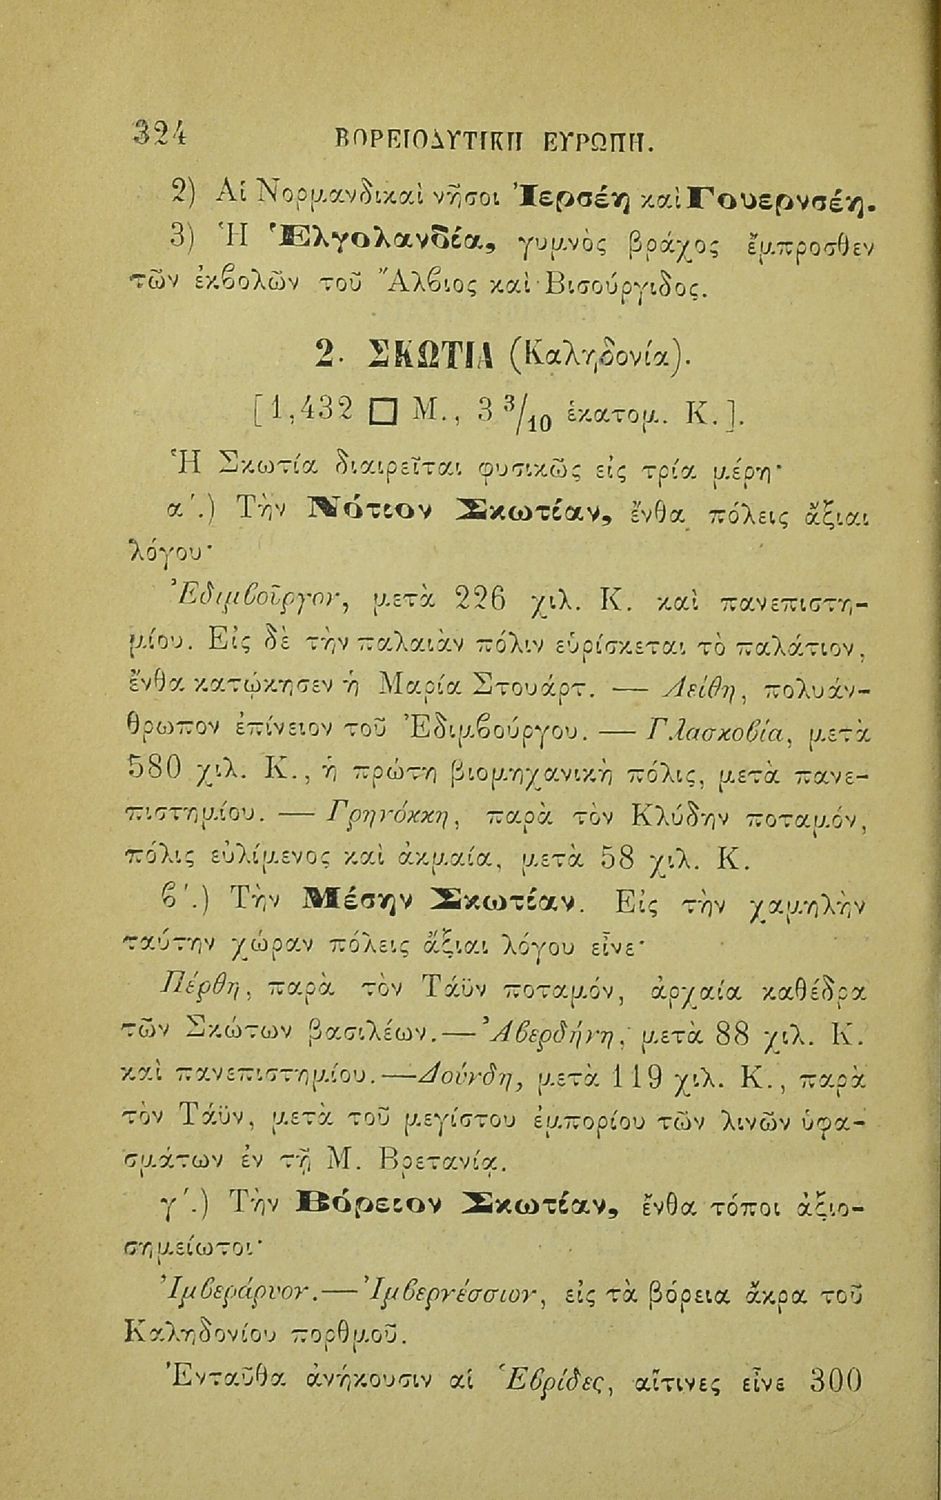 324 ΒΟΡΕΙΟΔΥΤΙΚΗ ΕΥΡΩΠΗ.
2) Αἱ Νορμανδικαὶ νῆσοι Ἰερσέη καὶ Γουερνσέη.
3) Ἡ Ἑλγολανδία, γυμνὸς βράχος ἔμπροσθεν
τῶν ἐκβολῶν τοῦ Ἄλβιος καὶ Βισούργιδος.
2. ΣΚΩΤΙΑ (Καληδονία).
[1,432 □ Μ., 3 3/10 ἑκατομ. Κ.].
Ἡ Σκωτία διαιρεῖται φυσικῶς εἰς τρία μέρη·
α΄.) Τὴν Νότιον Σκωτίαν, ἔνθα πόλεις ἄξιαι
λόγου·
Ἐδιμβοῦργον, μετὰ 226 χιλ. Κ. καὶ πανεπιστη-
μίου. Εἰς δὲ τὴν παλαιὰν πόλιν εὑρίσκεται τὸ παλάτιον,
ἔνθα κατῴκησεν ἡ Μαρία Στουάρτ. — Λείθη, πολυάν-
θρωπον ἐπίνειον τοῦ Ἐδιμβούργου. — Γλασκοβία, μετὰ
580 χιλ. Κ., ἡ πρώτη βιομηχανικὴ πόλις, μετὰ πανε-
πιστημίου. — Γρηνόκκη, παρὰ τὸν Κλύδην ποταμόν,
πόλις εὐλίμενος καὶ ἀκμαία, μετὰ 58 χιλ. Κ.
β΄.) Τὴν Μέσην Σκωτίαν. Εἰς τὴν χαμηλὴν
ταύτην χώραν πόλεις ἄξιαι λόγου εἶνε·
Πέρθη, παρὰ τὸν Τάϋν ποταμόν, ἀρχαία καθέδρα
τῶν Σκώτων βασιλέων. — Ἀβερδήνη, μετὰ 88 χιλ. Κ.
καὶ πανεπιστημίου. — Δούνδη, μετὰ 119 χιλ. Κ., παρὰ
τὸν Τάϋν, μετὰ τοῦ μεγίστου ἐμπορίου τῶν λινῶν ὑφα-
σμάτων ἐν τῇ Μ. Βρετανίᾳ.
γ΄.) Τὴν Βόρειον Σκωτίαν, ἔνθα τόποι ἀξιο-
σημείωτοι·
Ἰμβεράρνον. — Ἰμβερνέσσιον, εἰς τὰ βόρεια ἄκρα τοῦ
Καληδονίου πορθμοῦ.
Ἐνταῦθα ἀνήκουσιν αἱ Ἑβρίδες, αἵτινες εἶνε 300